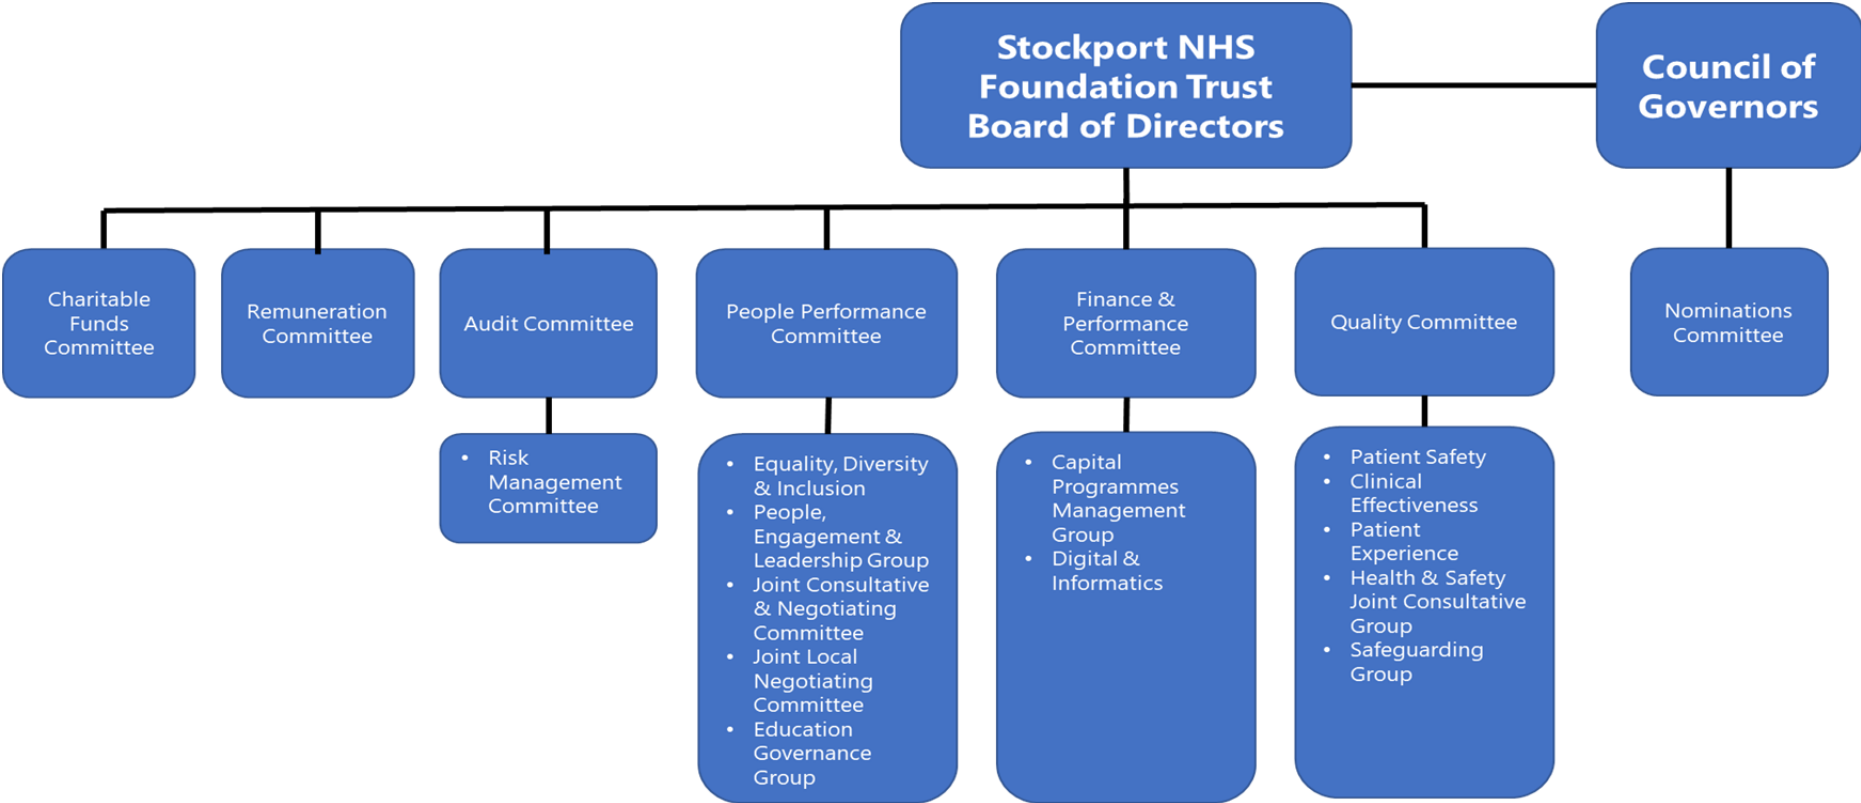 Stockport NHS
Foundation Trust
Board of Directors
Council of
Governors
Charitable
Funds
Committee
Remuneration
Committee
Audit Committee
People Performance
Committee
Finance &
Performance
Committee
Quality Committee
Nominations
Committee
• Risk
Management
Committee
• Equality, Diversity
& Inclusion
• People,
Engagement &
Leadership Group
• Joint Consultative
& Negotiating
Committee
• Joint Local
Negotiating
Committee
• Education
Governance
Group
• Capital
Programmes
Management
Group
• Digital &
Informatics
• Patient Safety
• Clinical
Effectiveness
• Patient
Experience
• Health & Safety
Joint Consultative
Group
• Safeguarding
Group